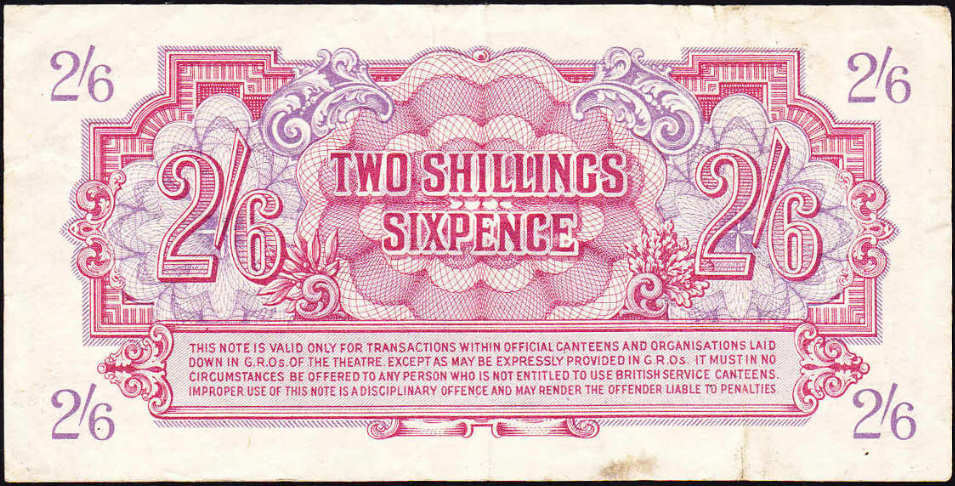 2/6 2/6
2/6 TWO SHILLINGS 2/6
SIXPENCE
THIS NOTE IS VALID ONLY FOR TRANSACTIONS WITHIN OFFICIAL CANTEENS AND ORGANISATIONS LAID
DOWN IN G.R.Os. OF THE THEATRE. EXCEPT AS MAY BE EXPRESSLY PROVIDED IN G.R.Os. IT MUST IN NO
CIRCUMSTANCES BE OFFERED TO ANY PERSON WHO IS NOT ENTITLED TO USE BRITISH SERVICE CANTEENS.
IMPROPER USE OF THIS NOTE IS A DISCIPLINARY OFFENCE AND MAY RENDER THE OFFENDER LIABLE TO PENALTIES
2/6 2/6